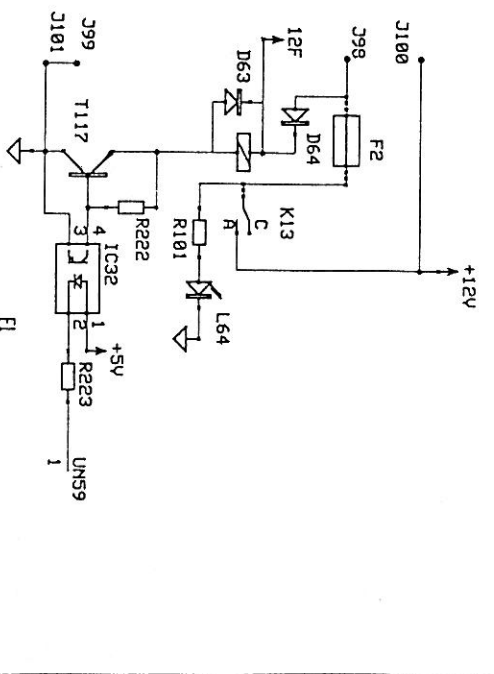 J100
+12V
J98
F2
12F
D64
K13
C
A
D63
R101
L64
J99
J101
T117
R222
4
3
IC32
1
2
+5V
R223
UN59
1